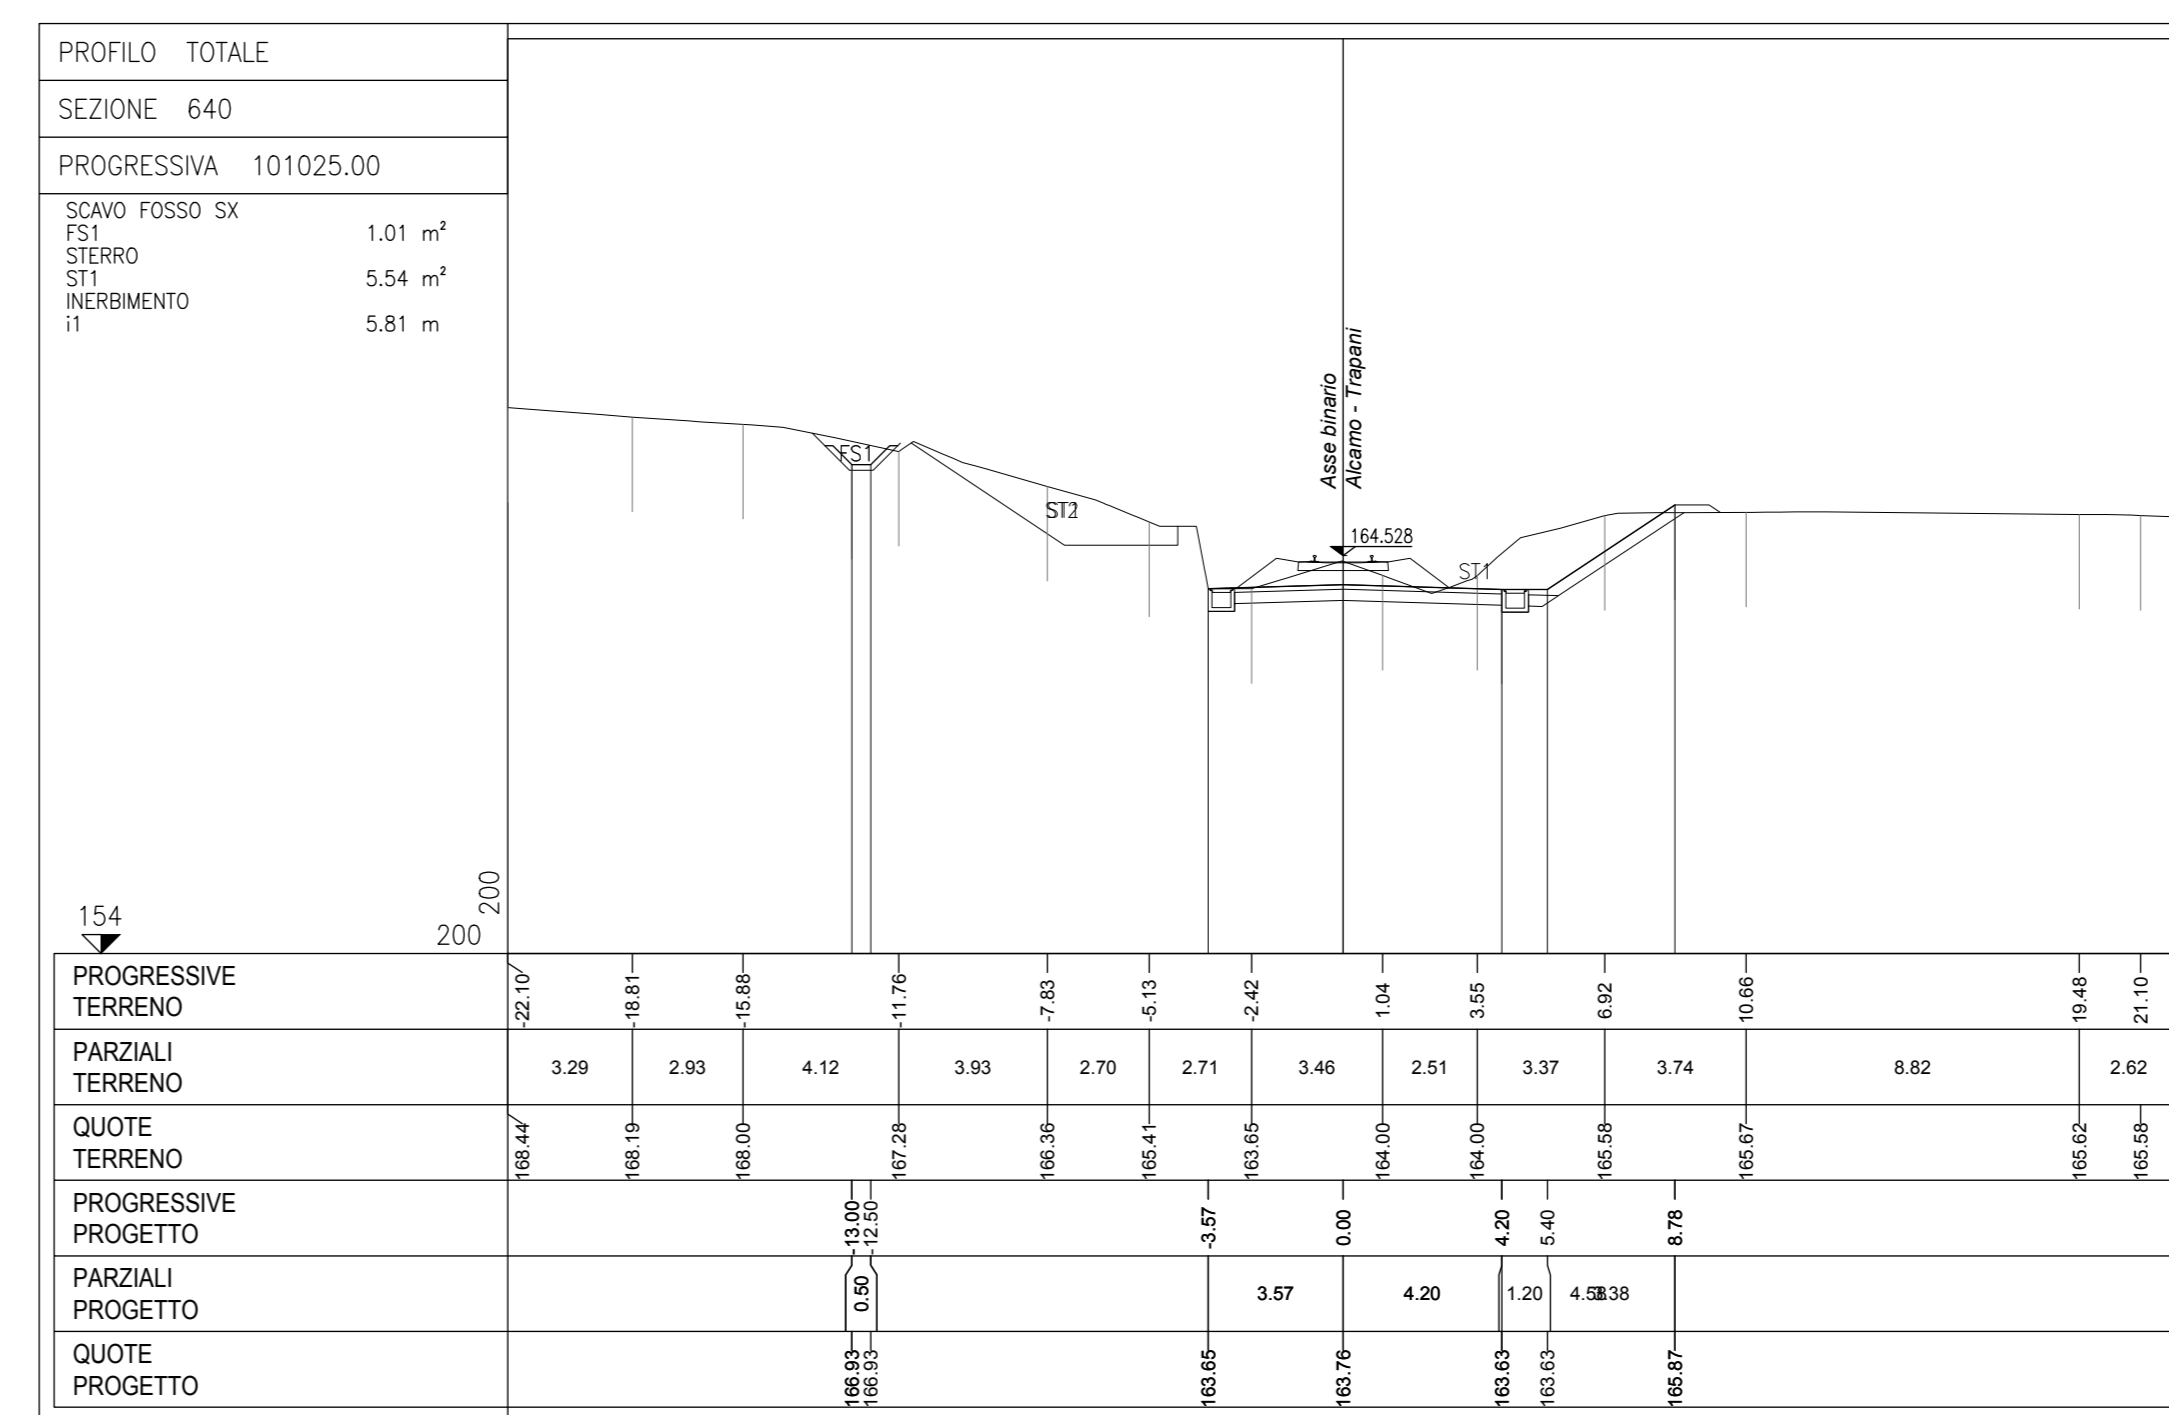 PROFILO TOTALE
SEZIONE 640
PROGRESSIVA 101025.00
SCAVO FOSSO SX
FS1 1.01 m²
STERRO
ST1 5.54 m²
INERBIMENTO
i1 5.81 m
Asse binario
Alcamo - Trapani
FS1
164.528
ST1
200
154
200
PROGRESSIVE
TERRENO
-22.10 -18.81 -15.88 -11.76 -7.83 -5.13 -2.42 1.04 3.55 6.92 10.66 19.48 21.10
PARZIALI
TERRENO
3.29 2.93 4.12 3.93 2.70 2.71 3.46 2.51 3.37 3.74 8.82 2.62
QUOTE
TERRENO
168.44 168.19 168.00 167.28 166.36 165.41 163.65 164.00 164.00 165.58 165.67 165.62 165.58
PROGRESSIVE
PROGETTO
-13.00 -12.50 -3.57 0.00 4.20 5.40 8.78
PARZIALI
PROGETTO
0.50 3.57 4.20 1.20
QUOTE
PROGETTO
166.93 166.93 163.65 163.76 163.63 163.63 165.87